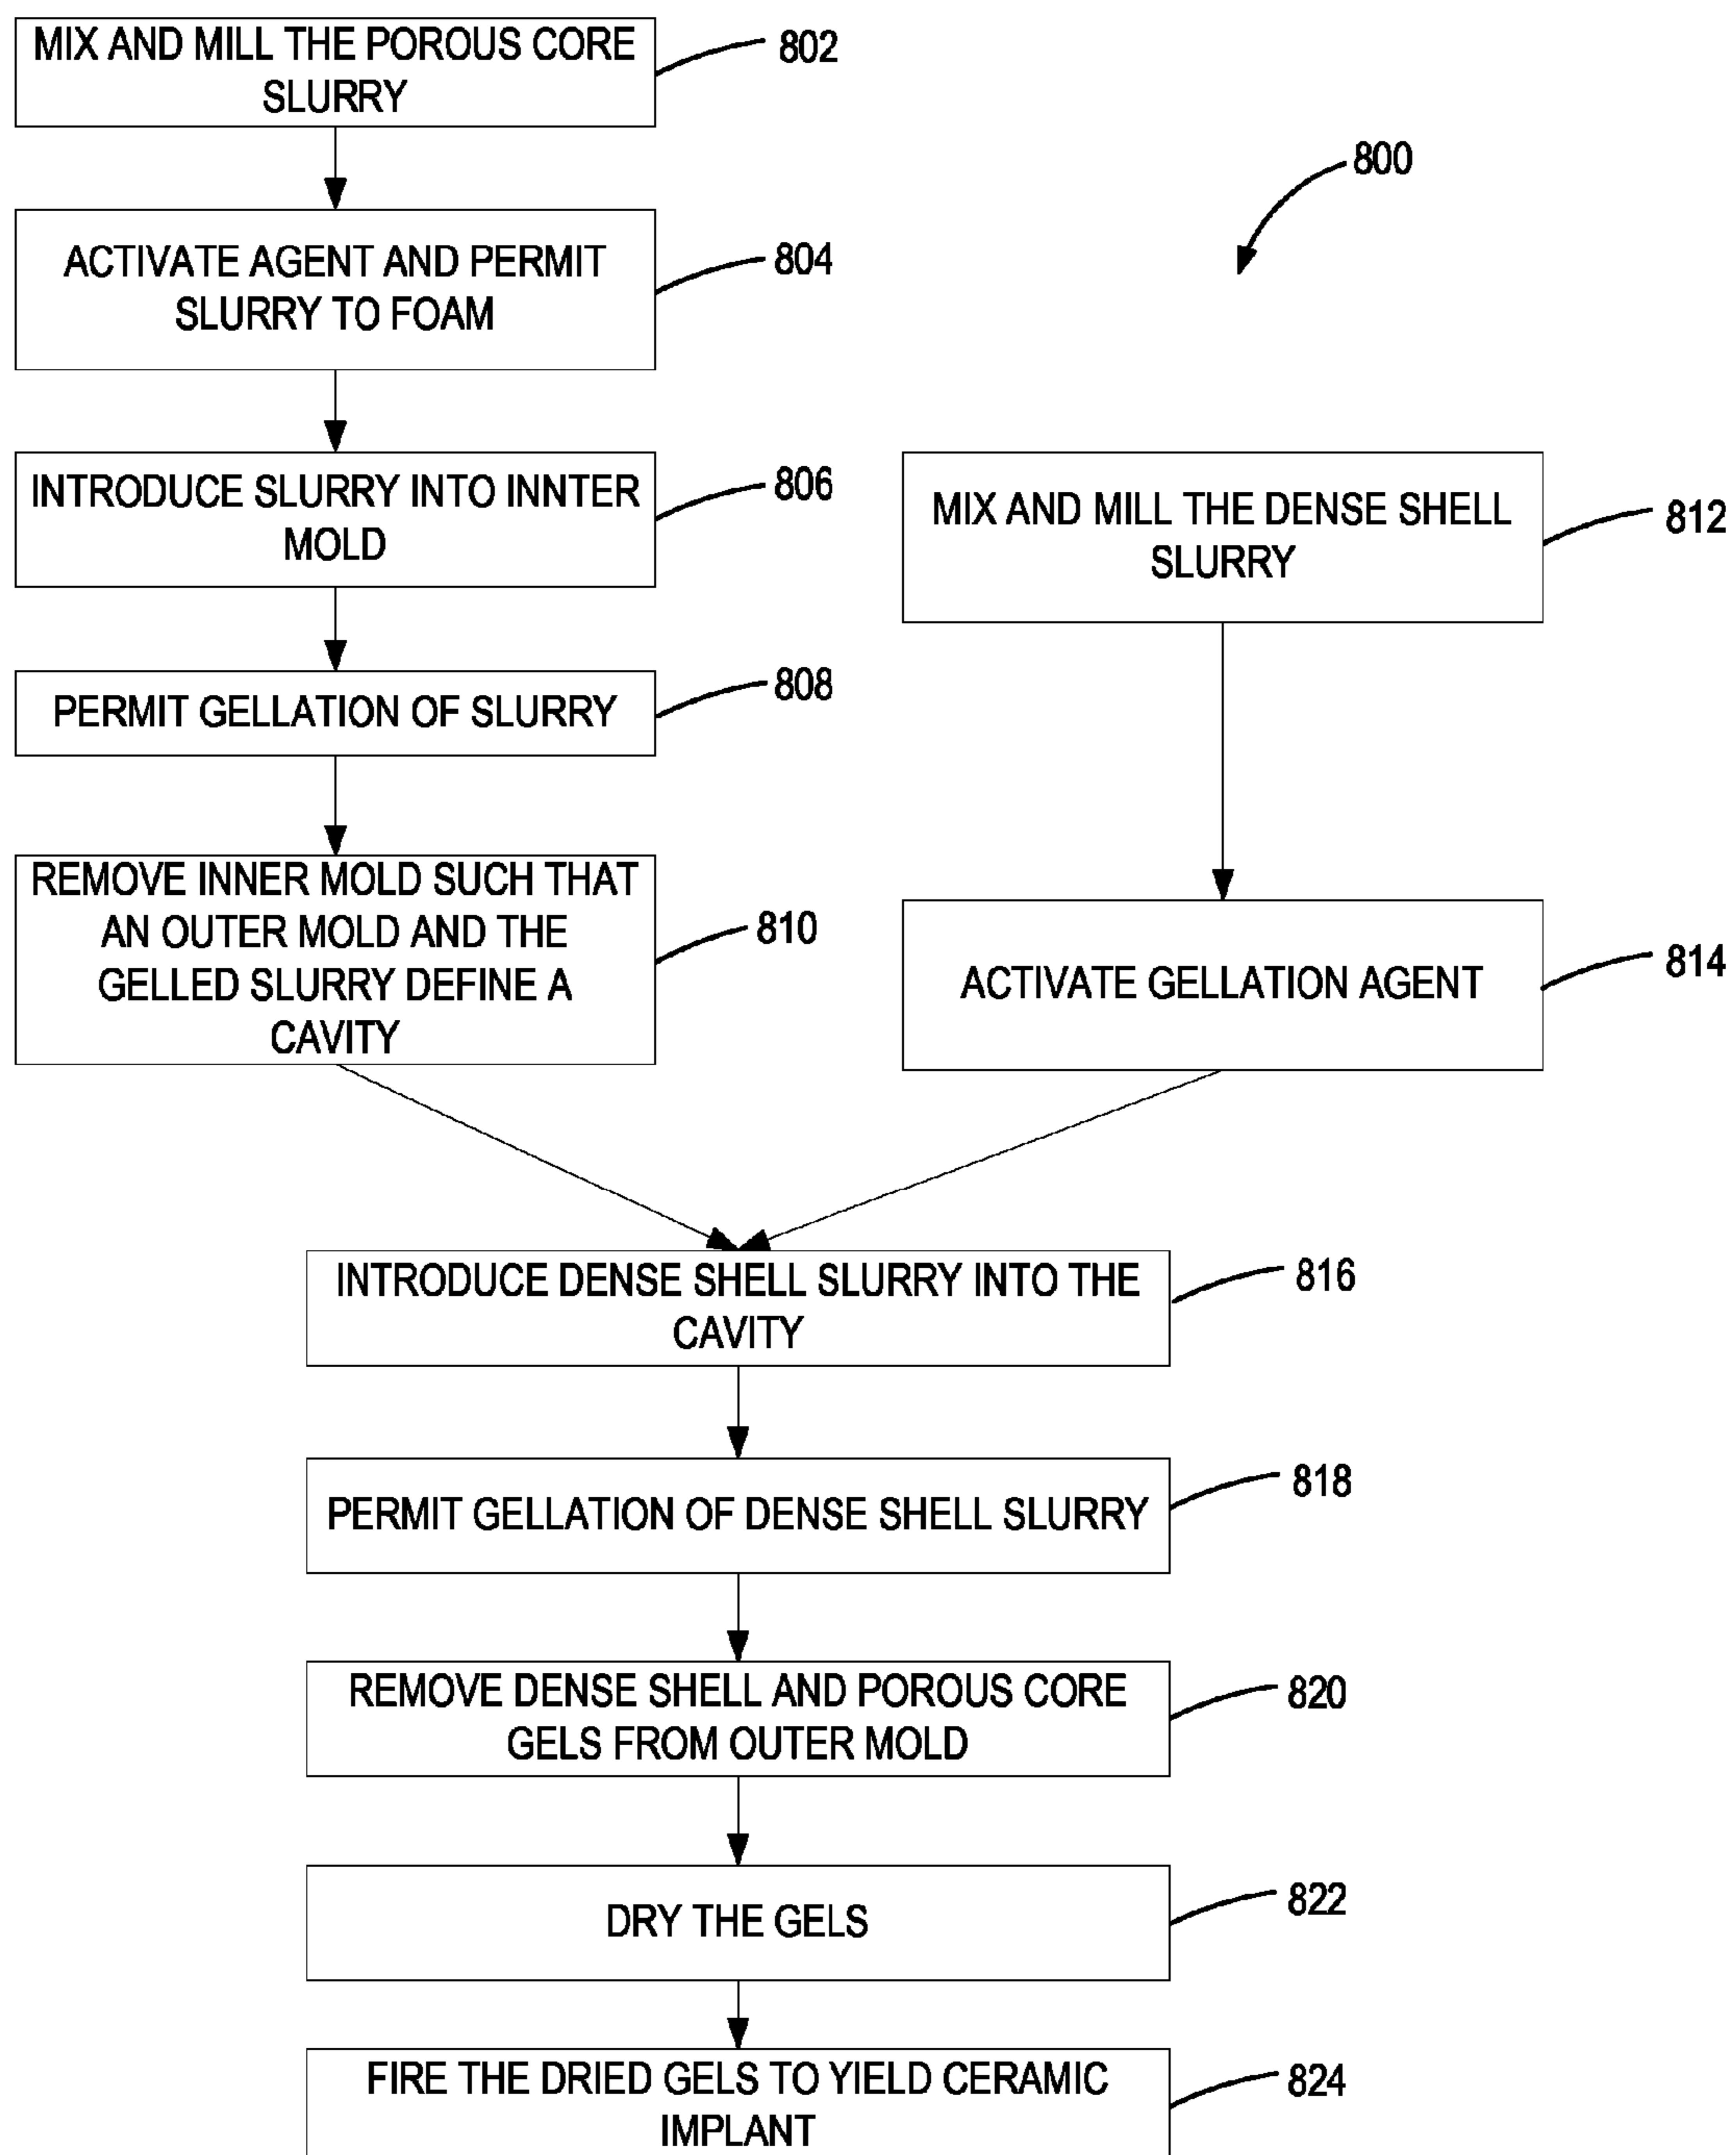 MIX AND MILL THE POROUS CORE
SLURRY
802
800
ACTIVATE AGENT AND PERMIT
SLURRY TO FOAM
804
INTRODUCE SLURRY INTO INNTER
MOLD
806
MIX AND MILL THE DENSE SHELL
SLURRY
812
PERMIT GELLATION OF SLURRY
808
REMOVE INNER MOLD SUCH THAT
AN OUTER MOLD AND THE
GELLED SLURRY DEFINE A
CAVITY
810
ACTIVATE GELLATION AGENT
814
INTRODUCE DENSE SHELL SLURRY INTO THE
CAVITY
816
PERMIT GELLATION OF DENSE SHELL SLURRY
818
REMOVE DENSE SHELL AND POROUS CORE
GELS FROM OUTER MOLD
820
DRY THE GELS
822
FIRE THE DRIED GELS TO YIELD CERAMIC
IMPLANT
824